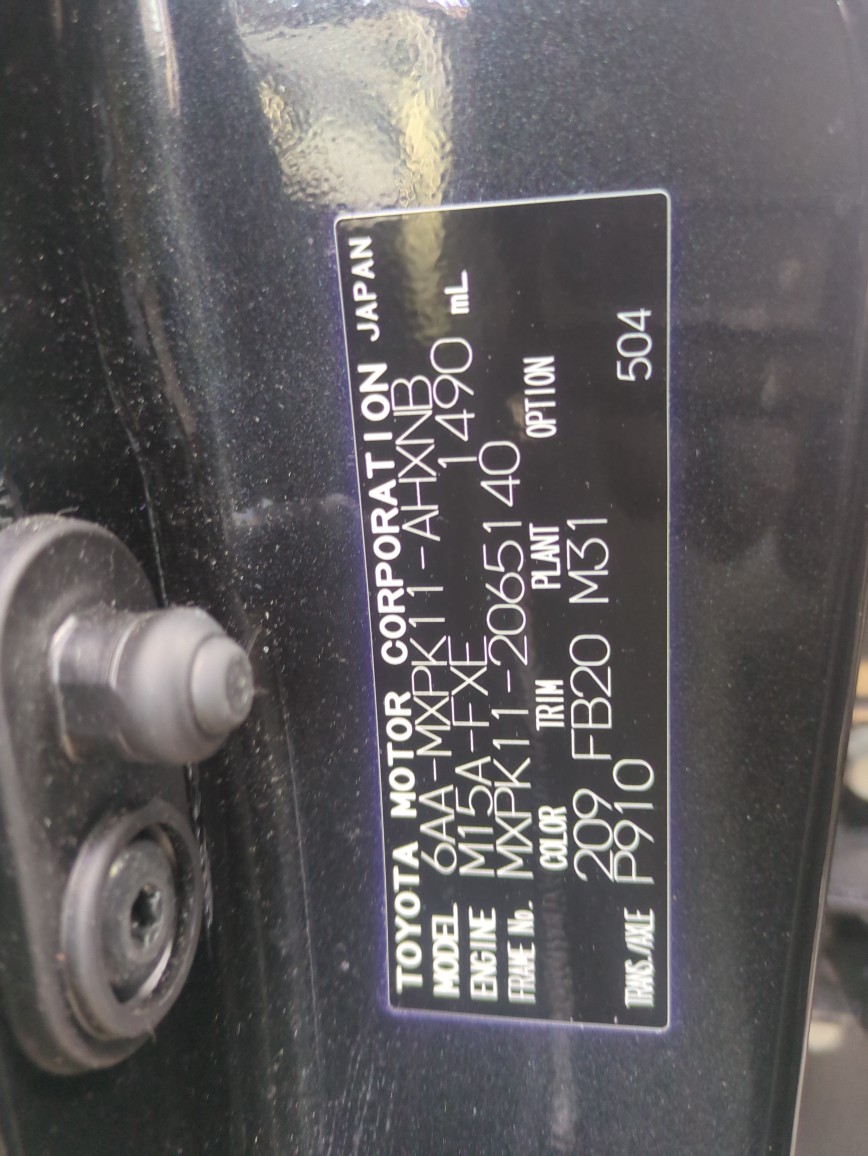 TOYOTA MOTOR CORPORATION JAPAN
MODEL 6AA-MXPK11-AHXNB
ENGINE M15A-FXE 1490 mL
FRAME No. MXPK11-2065140
COLOR TRIM PLANT OPTION
209 FB20 M31
TRANS./AXLE P910 504